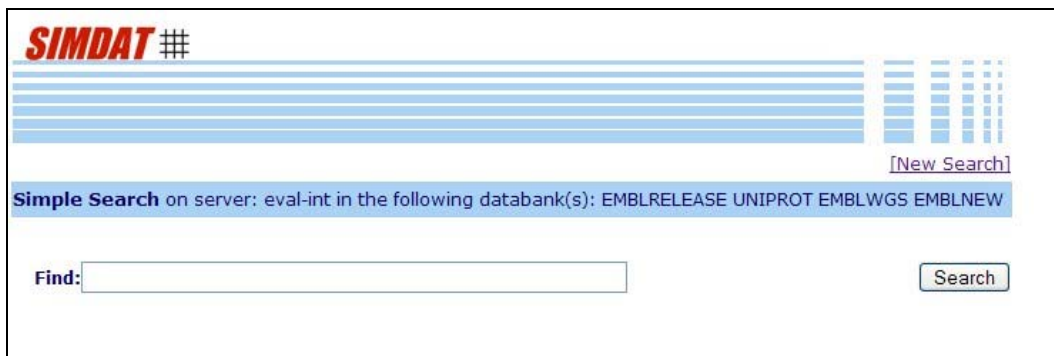 SIMDAT
[New Search]
Simple Search on server: eval-int in the following databank(s): EMBLRELEASE UNIPROT EMBLWGS EMBLNEW
Find:
Search